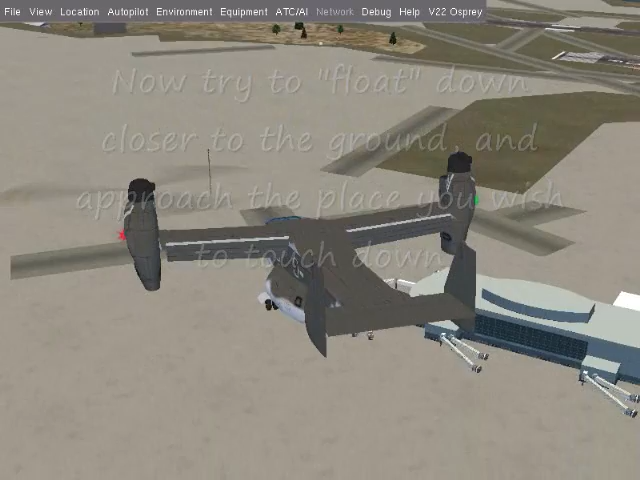 File View Location Autopilot Environment Equipment ATC/AI Network Debug Help V22 Osprey
Now try to "float" down
closer to the ground, and
approach the place you wish
to touch down